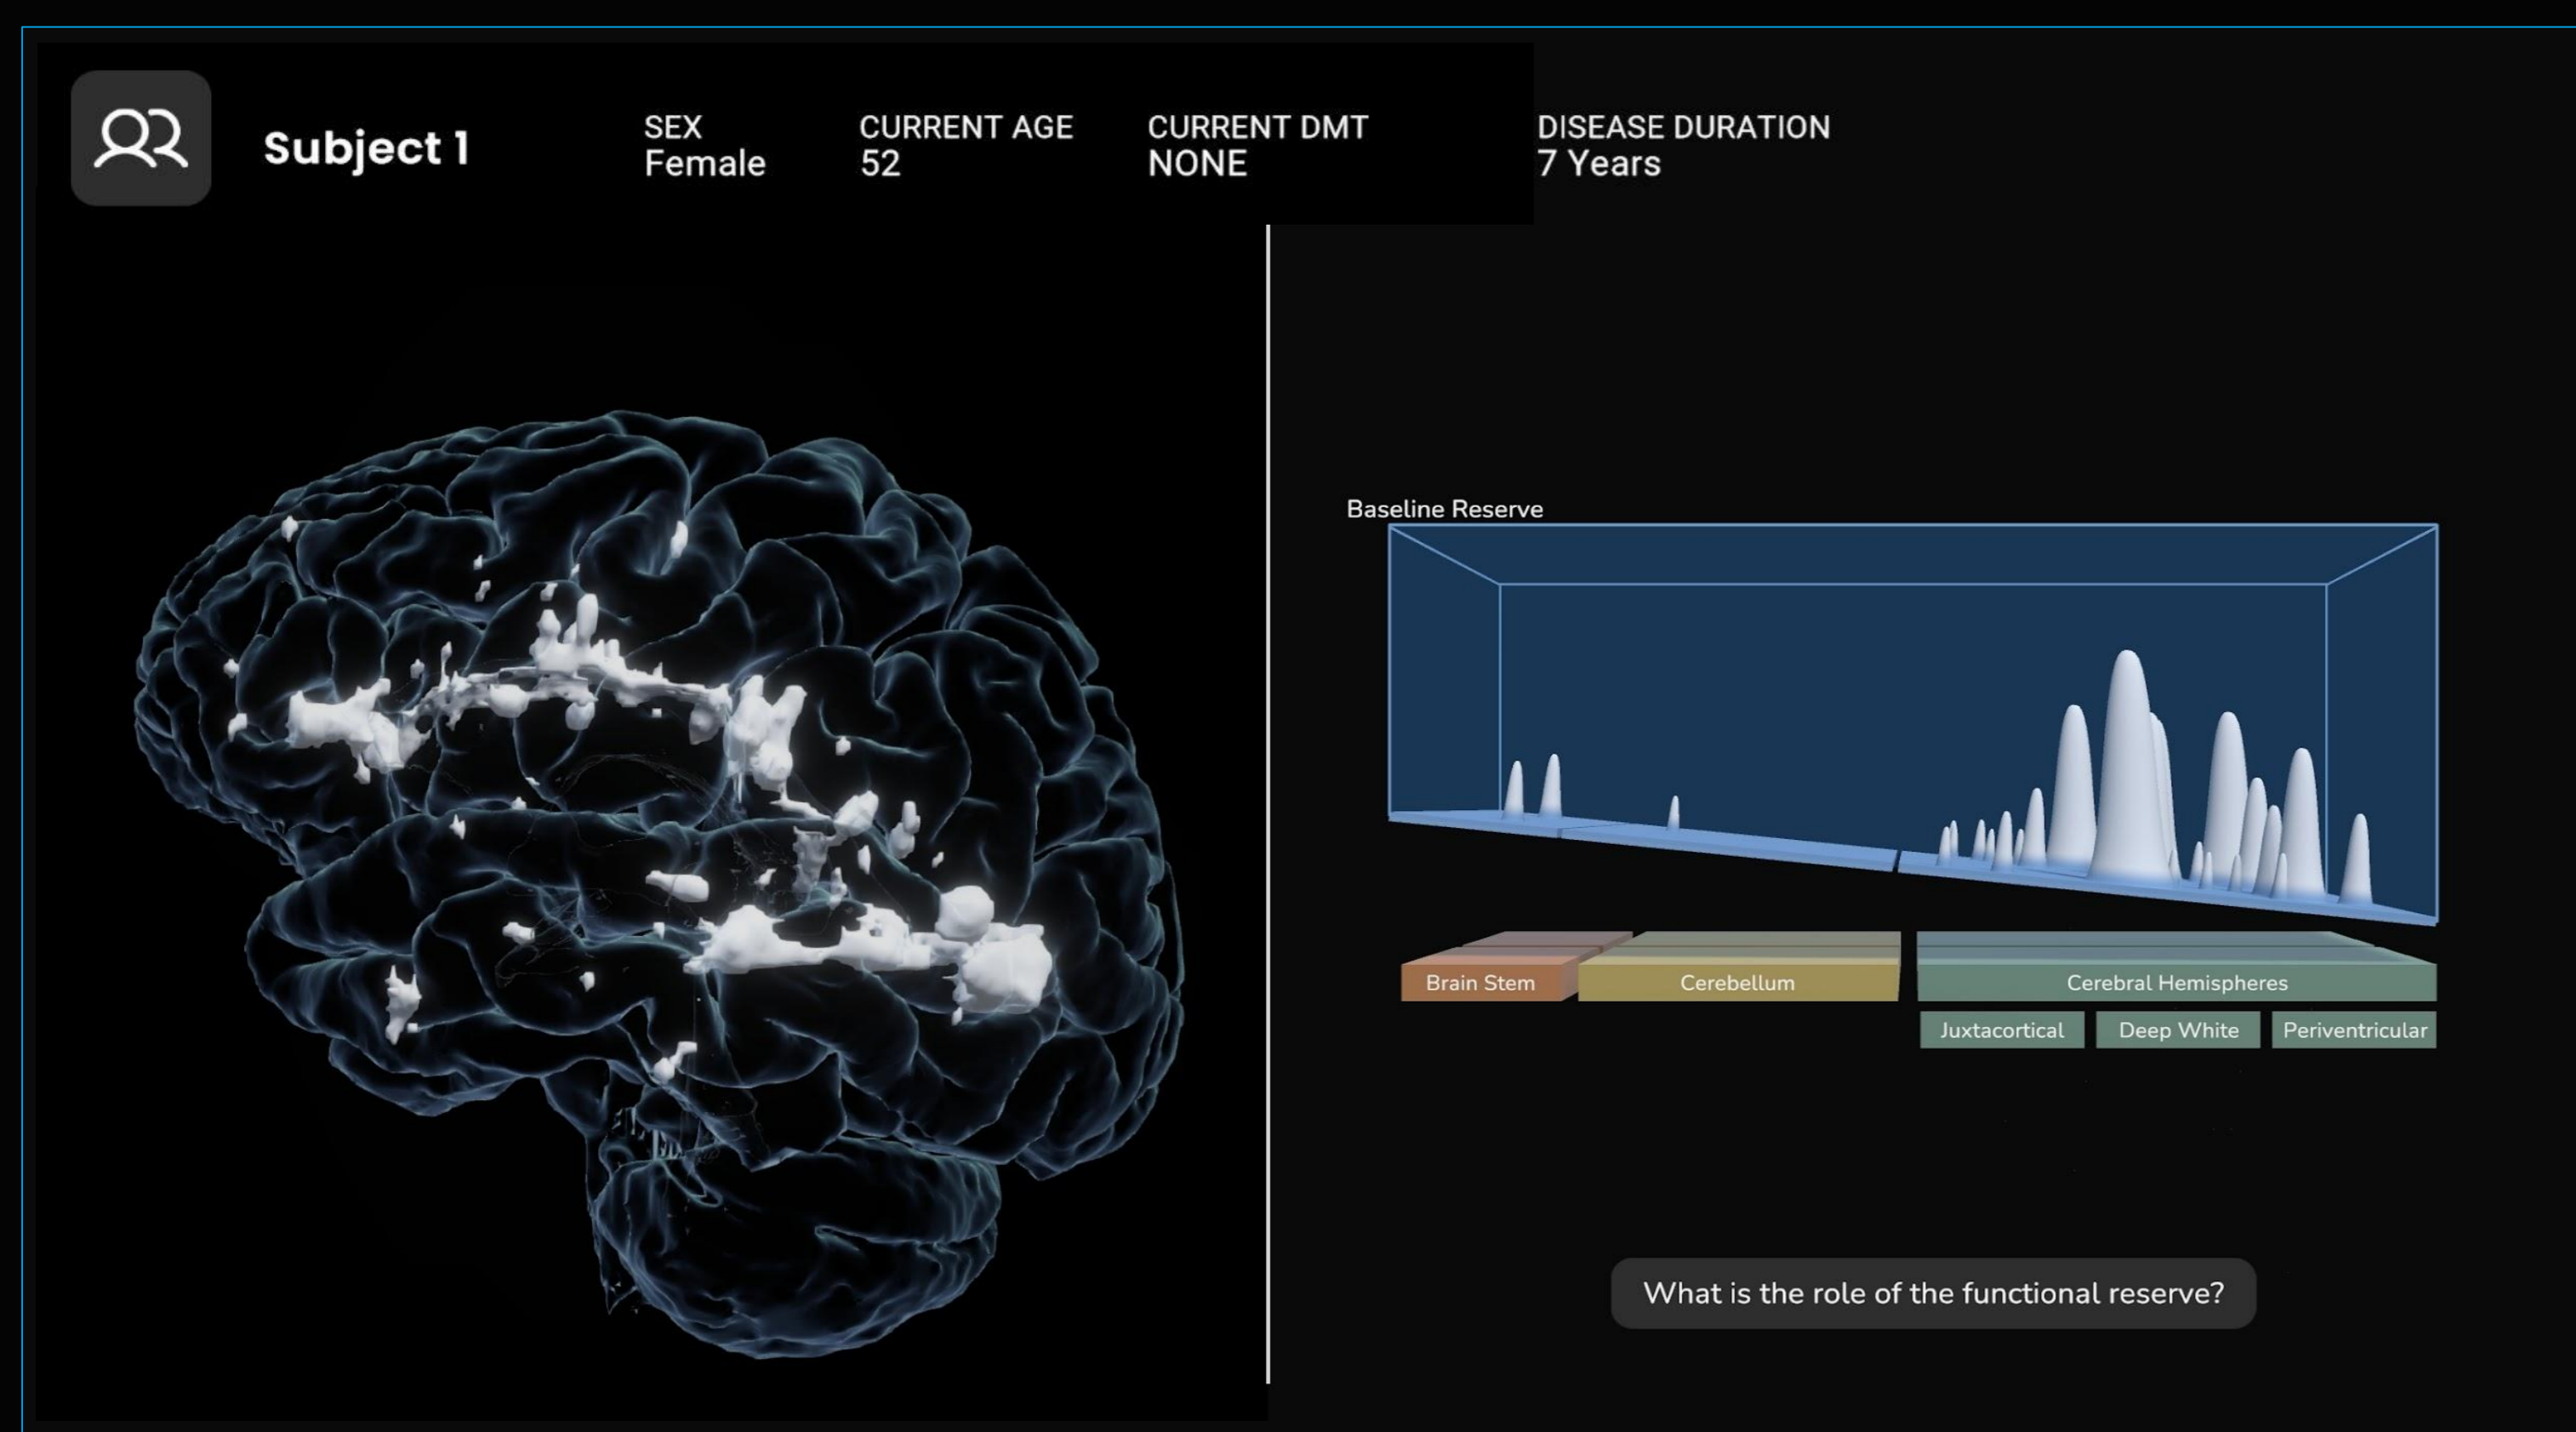 Subject 1
SEX
Female
CURRENT AGE
52
CURRENT DMT
NONE
DISEASE DURATION
7 Years
Baseline Reserve
Brain Stem
Cerebellum
Cerebral Hemispheres
Juxtacortical
Deep White
Periventricular
What is the role of the functional reserve?